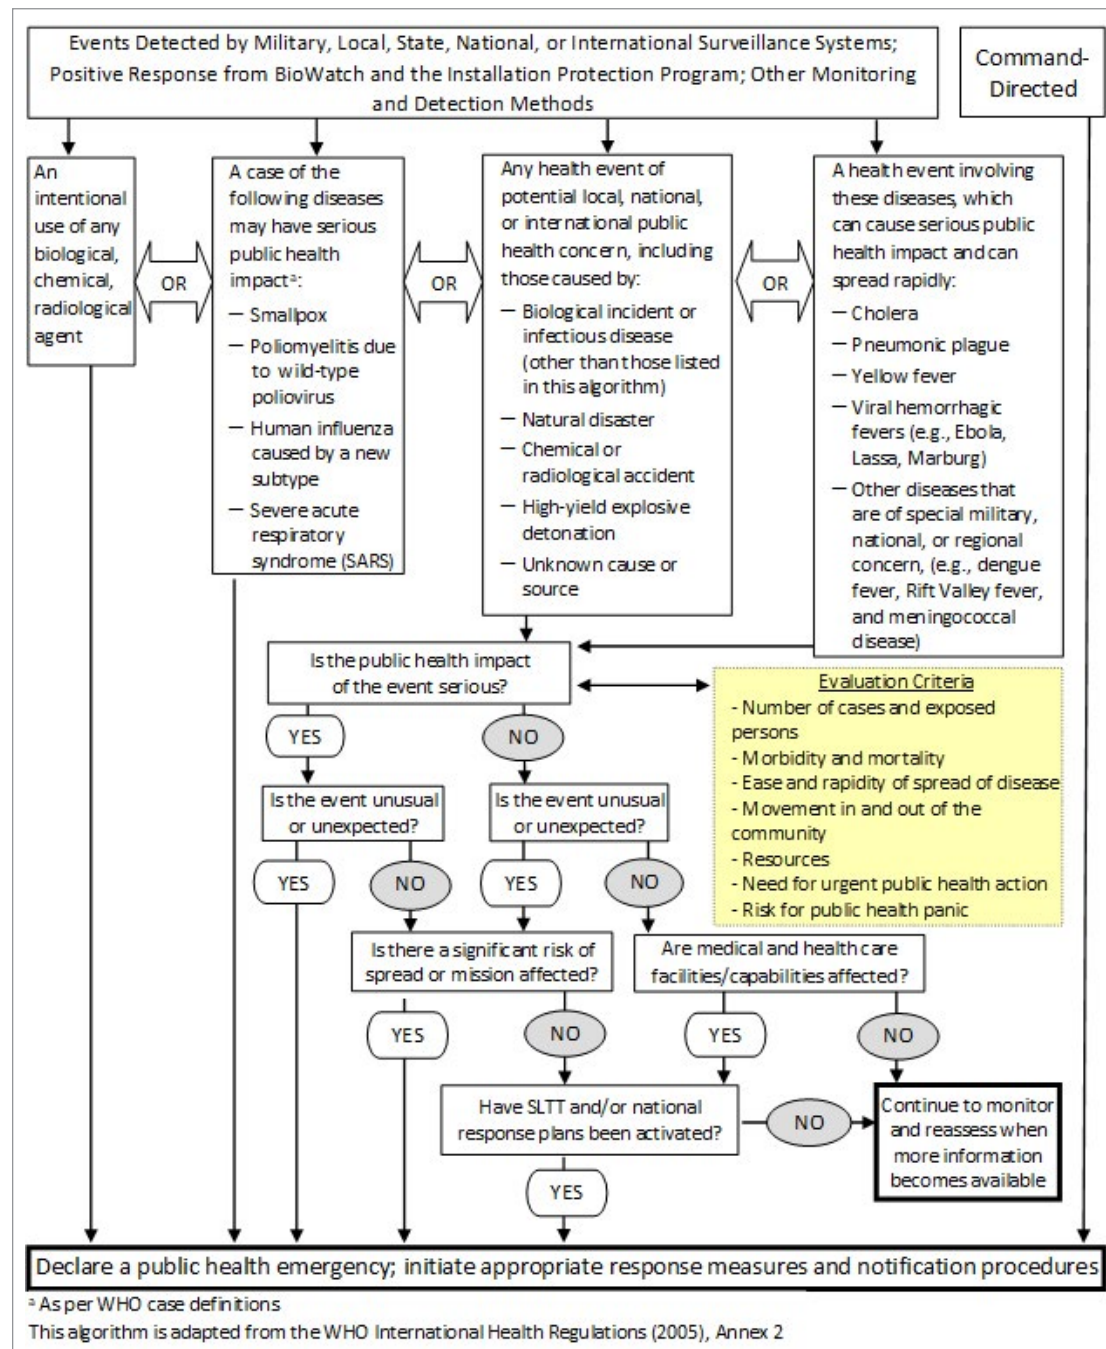 Events Detected by Military, Local, State, National, or International Surveillance Systems;
Positive Response from BioWatch and the Installation Protection Program; Other Monitoring
and Detection Methods
Command-
Directed
An
intentional
use of any
biological,
chemical,
radiological
agent
OR
A case of the
following diseases
may have serious
public health
impactᵃ:
— Smallpox
— Poliomyelitis due
to wild-type
poliovirus
— Human influenza
caused by a new
subtype
— Severe acute
respiratory
syndrome (SARS)
OR
Any health event of
potential local, national,
or international public
health concern, including
those caused by:
— Biological incident or
infectious disease
(other than those listed
in this algorithm)
— Natural disaster
— Chemical or
radiological accident
— High-yield explosive
detonation
— Unknown cause or
source
OR
A health event involving
these diseases, which
can cause serious public
health impact and can
spread rapidly:
— Cholera
— Pneumonic plague
— Yellow fever
— Viral hemorrhagic
fevers (e.g., Ebola,
Lassa, Marburg)
— Other diseases that
are of special military,
national, or regional
concern, (e.g., dengue
fever, Rift Valley fever,
and meningococcal
disease)
Is the public health impact
of the event serious?
Evaluation Criteria
- Number of cases and exposed
persons
- Morbidity and mortality
- Ease and rapidity of spread of disease
- Movement in and out of the
community
- Resources
- Need for urgent public health action
- Risk for public health panic
YES
NO
Is the event unusual
or unexpected?
Is the event unusual
or unexpected?
YES
NO
YES
NO
Is there a significant risk of
spread or mission affected?
Are medical and health care
facilities/capabilities affected?
YES
NO
YES
NO
Have SLTT and/or national
response plans been activated?
NO
Continue to monitor
and reassess when
more information
becomes available
YES
Declare a public health emergency; initiate appropriate response measures and notification procedures
ᵃ As per WHO case definitions
This algorithm is adapted from the WHO International Health Regulations (2005), Annex 2